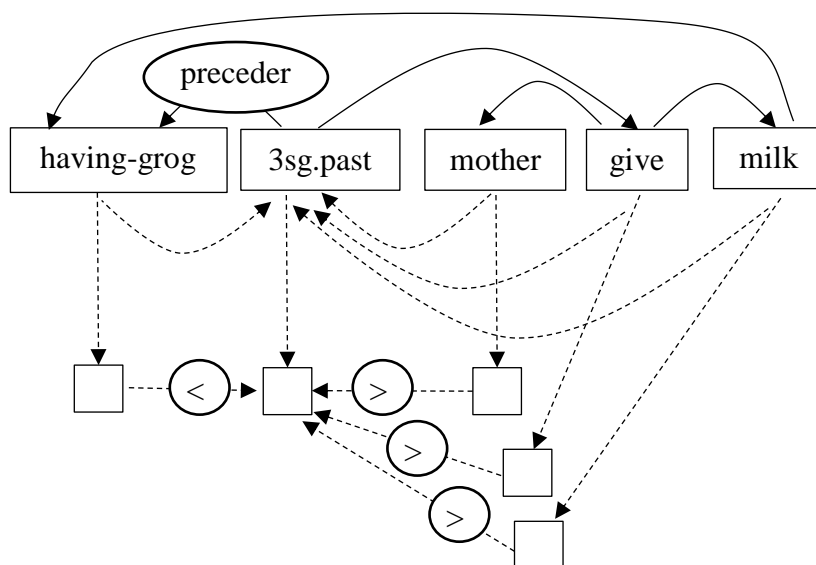 preceder
having-grog 3sg.past mother give milk
< >
>
>